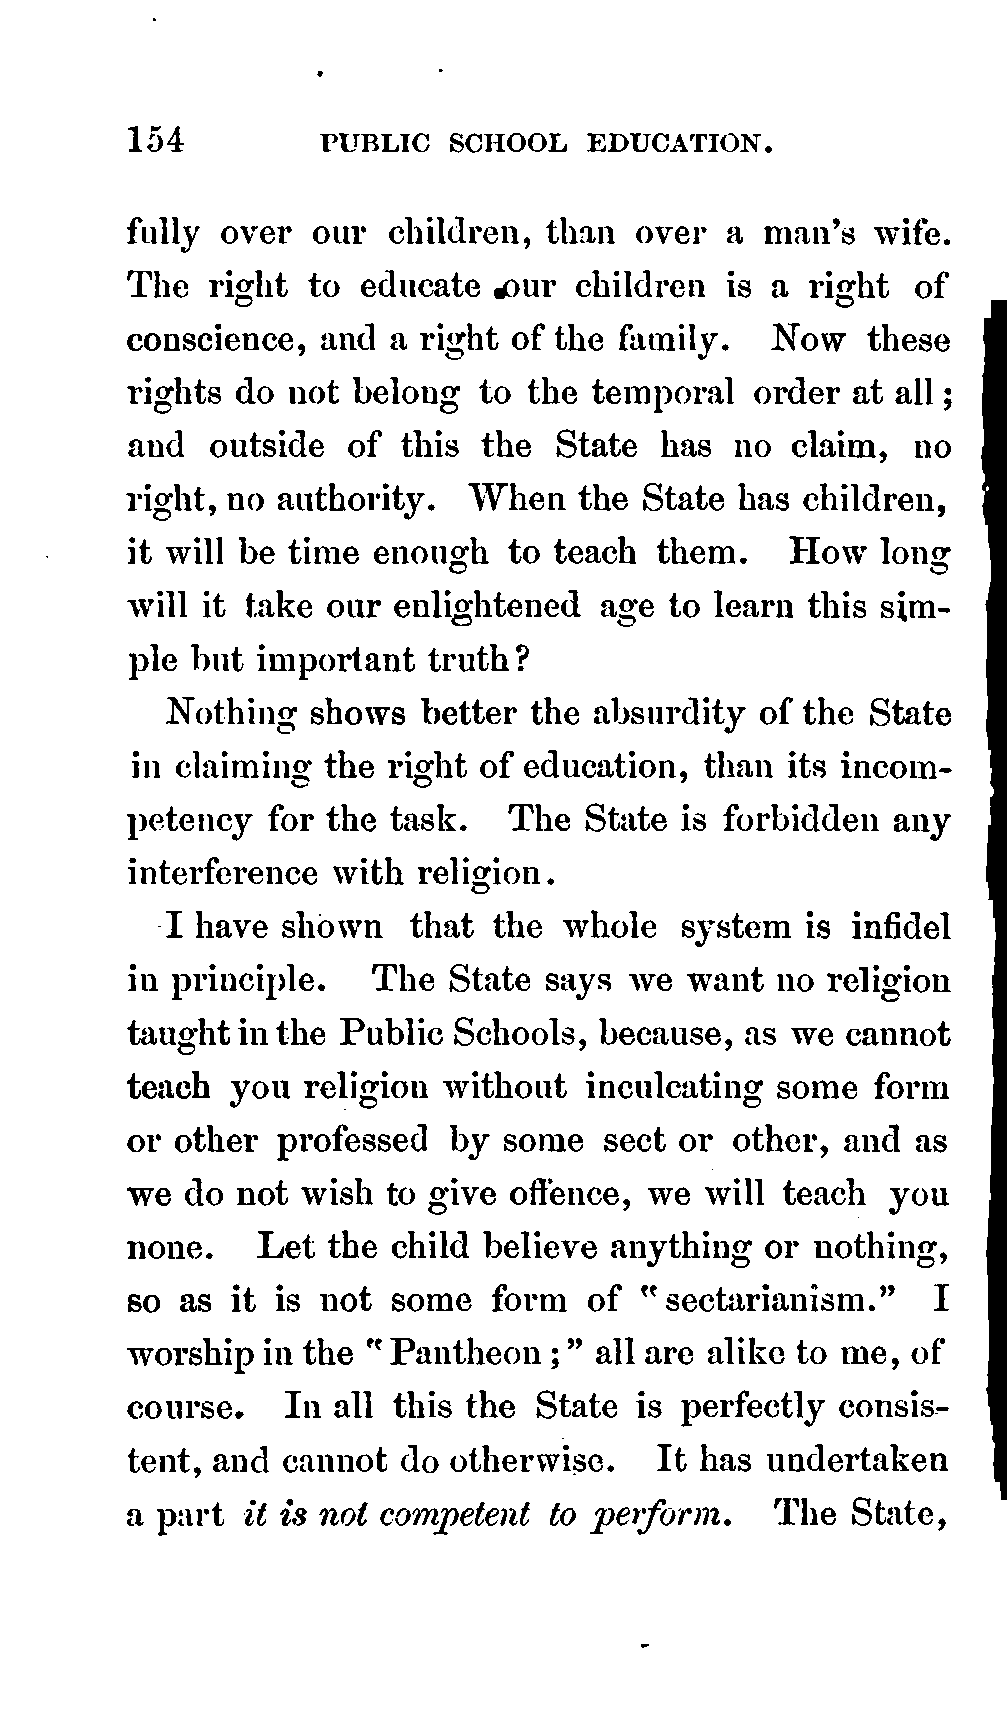 154 PUBLIC SCHOOL EDUCATION.
fully over our children, than over a man's wife.
The right to educate our children is a right of
conscience, and a right of the family. Now these
rights do not belong to the temporal order at all;
and outside of this the State has no claim, no
right, no authority. When the State has children,
it will be time enough to teach them. How long
will it take our enlightened age to learn this sim-
ple but important truth?
Nothing shows better the absurdity of the State
in claiming the right of education, than its incom-
petency for the task. The State is forbidden any
interference with religion.
I have shown that the whole system is infidel
in principle. The State says we want no religion
taught in the Public Schools, because, as we cannot
teach you religion without inculcating some form
or other professed by some sect or other, and as
we do not wish to give offence, we will teach you
none. Let the child believe anything or nothing,
so as it is not some form of "sectarianism." I
worship in the "Pantheon;" all are alike to me, of
course. In all this the State is perfectly consis-
tent, and cannot do otherwise. It has undertaken
a part it is not competent to perform. The State,